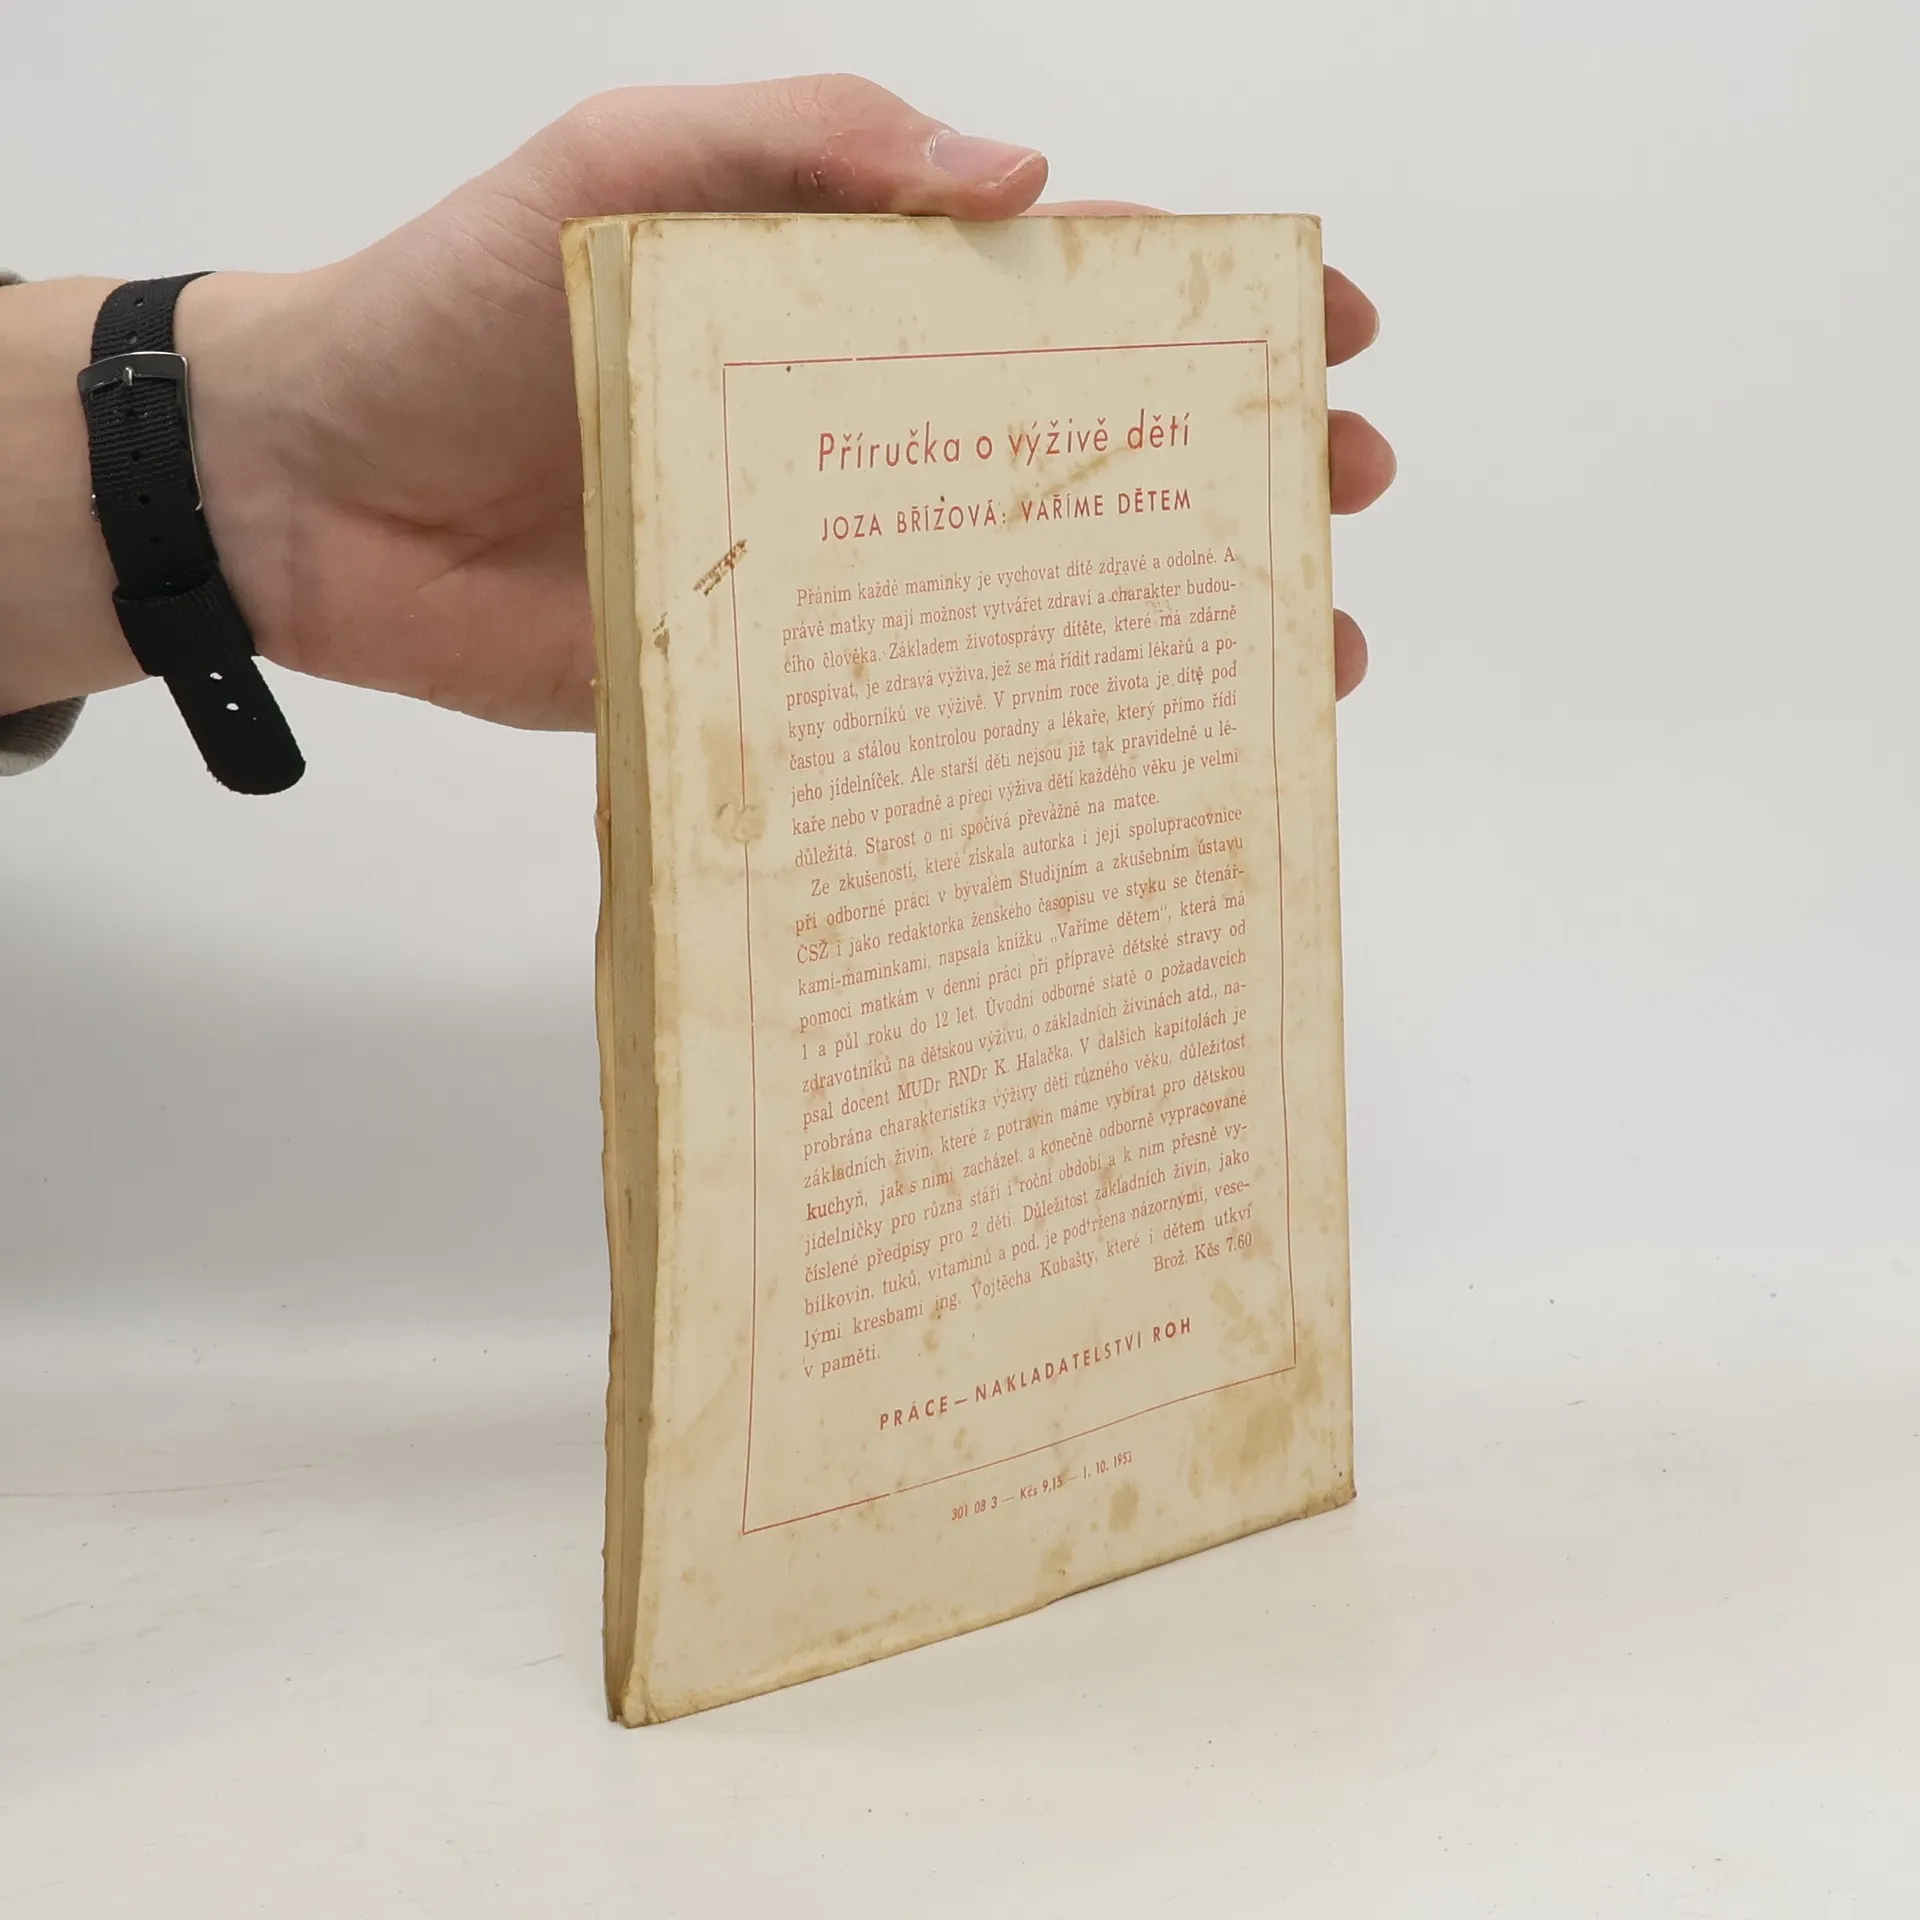 Příručka o výživě dětí
JOZA BŘÍZOVÁ: VAŘÍME DĚTEM
Přáním každé maminky je vychovat dítě zdravé a odolné. A
právě matky mají možnost vytvářet zdraví a charakter budou-
cího člověka. Základem životosprávy dítěte, které má zdárně
prospívat, je zdravá výživa, jež se má řídit radami lékařů a po-
kyny odborníků ve výživě. V prvním roce života je dítě pod
častou a stálou kontrolou poradny a lékaře, který přímo řídí
jeho jídelníček. Ale starší děti nejsou již tak pravidelně u lé-
kaře nebo v poradně a přeci výživa dětí každého věku je velmi
důležitá. Starost o ni spočívá převážně na matce.
Ze zkušeností, které získala autorka i její spolupracovnice
při odborné práci v bývalém Studijním a zkušebním ústavu
ČSŽ i jako redaktorka ženského časopisu ve styku se čtenář-
kami-maminkami, napsala knížku „Vaříme dětem“, která má
pomoci matkám v denní práci při přípravě dětské stravy od
1 a půl roku do 12 let. Úvodní odborné statě o požadavcích
zdravotníků na dětskou výživu, o základních živinách atd., na-
psal docent MUDr RNDr K. Halačka. V dalších kapitolách je
probrána charakteristika výživy dětí různého věku, důležitost
základních živin, které z potravin máme vybírat pro dětskou
kuchyň, jak s nimi zacházet, a konečně odborně vypracované
jídelníčky pro různá stáří i roční období a k nim přesně vy-
číslené předpisy pro 2 děti. Důležitost základních živin, jako
bílkovin, tuků, vitaminů a pod. je podtržena názornými, vese-
lými kresbami ing. Vojtěcha Kubašty, které i dětem utkví
v paměti.
Brož. Kčs 7.60
PRÁCE — NAKLADATELSTVÍ ROH
301 08 3 — Kčs 9,15 — 1. 10. 1953